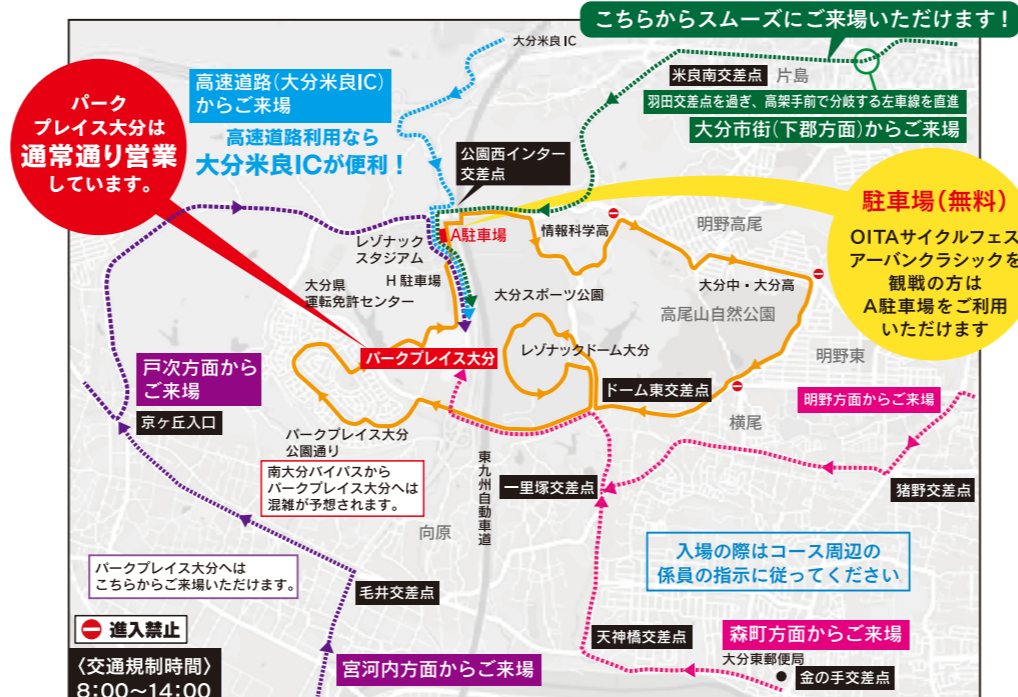 こちらからスムーズにご来場いただけます！
大分米良IC
米良南交差点
片島
羽田交差点を過ぎ、高架手前で分岐する左車線を直進
大分市街(下郡方面)からご来場
高速道路(大分米良IC)
からご来場
高速道路利用なら
大分米良ICが便利！
パーク
プレイス大分は
通常通り営業
しています。
公園西インター
交差点
駐車場(無料)
OITAサイクルフェス
アーバンクラシックを
観戦の方は
A駐車場をご利用
いただけます
A駐車場
情報科学高
明野高尾
レゾナック
スタジアム
H 駐車場
大分県
運転免許センター
大分スポーツ公園
大分中・大分高
高尾山自然公園
パークプレイス大分
レゾナックドーム大分
明野東
戸次方面から
ご来場
ドーム東交差点
明野方面からご来場
京ヶ丘入口
横尾
パークプレイス大分
公園通り
南大分バイパスから
パークプレイス大分へは
混雑が予想されます。
東九州自動車道
一里塚交差点
猪野交差点
向原
入場の際はコース周辺の
係員の指示に従ってください
パークプレイス大分へは
こちらからご来場いただけます。
毛井交差点
進入禁止
天神橋交差点
森町方面からご来場
〈交通規制時間〉
8:00~14:00
宮河内方面からご来場
大分東郵便局
金の手交差点